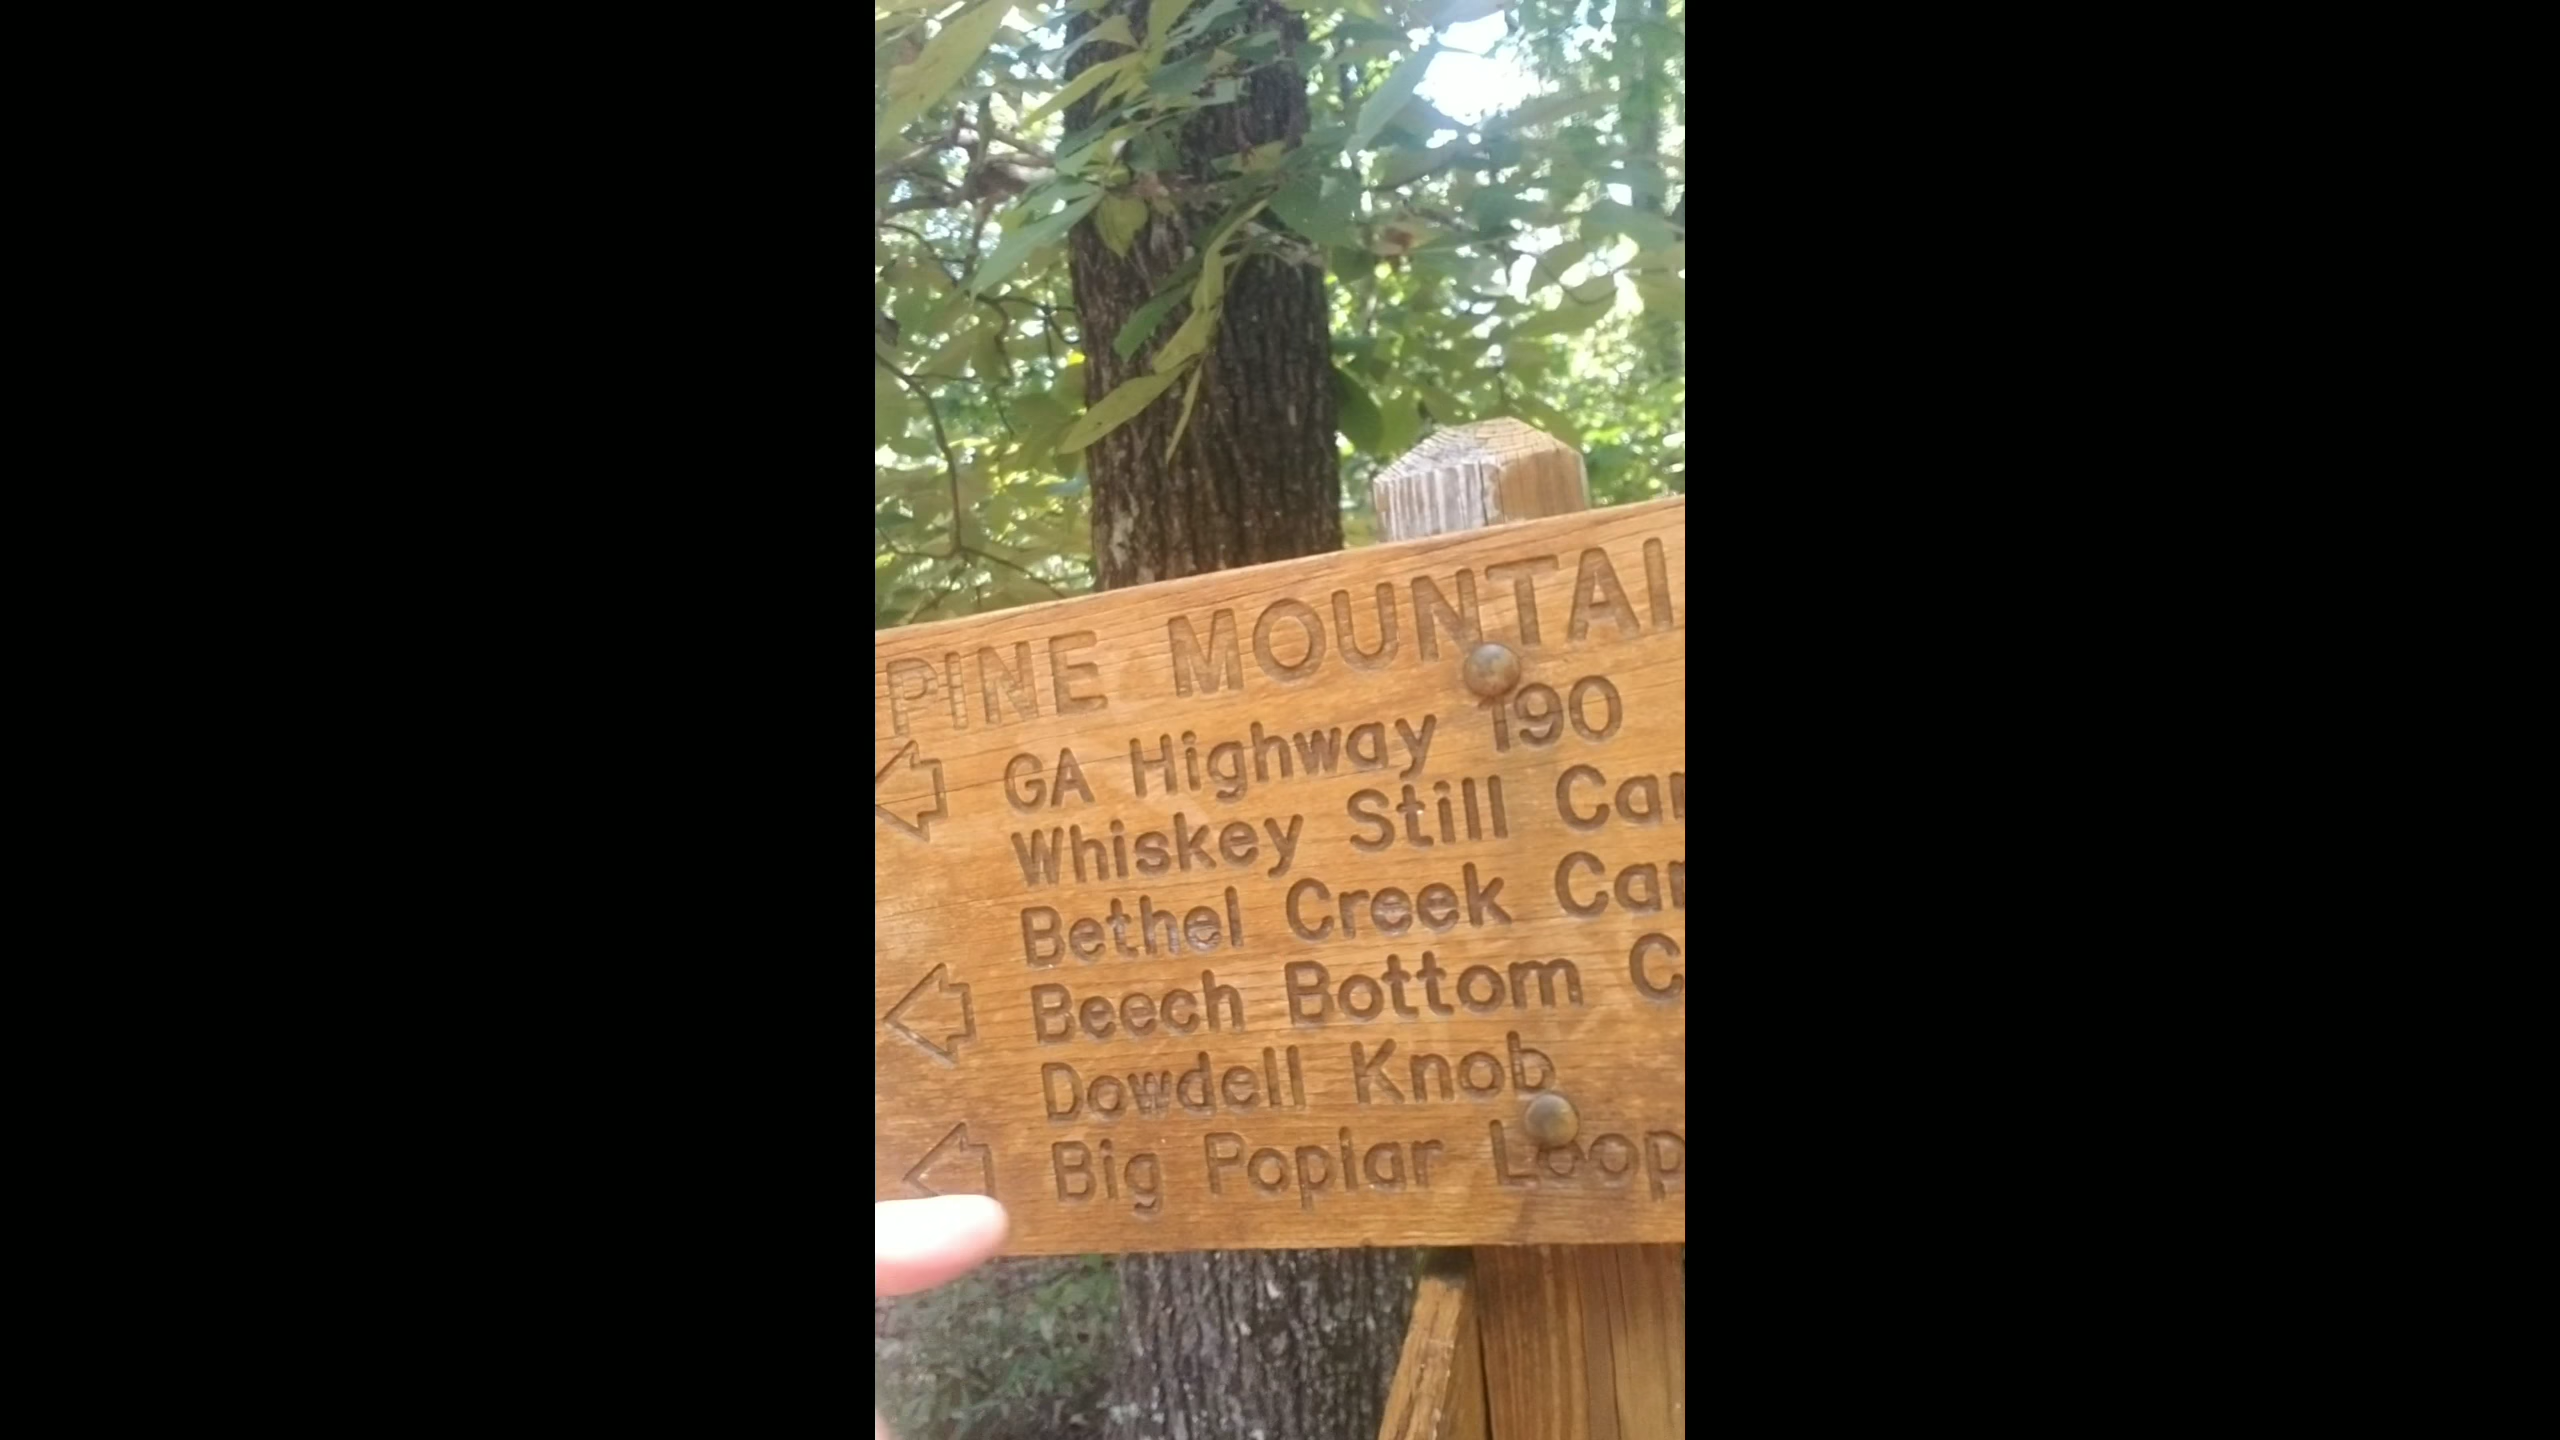 PINE MOUNTAI
GA Highway 190
Whiskey Still Ca
Bethel Creek Ca
Beech Bottom C
Dowdell Knob
Big Poplar Loop